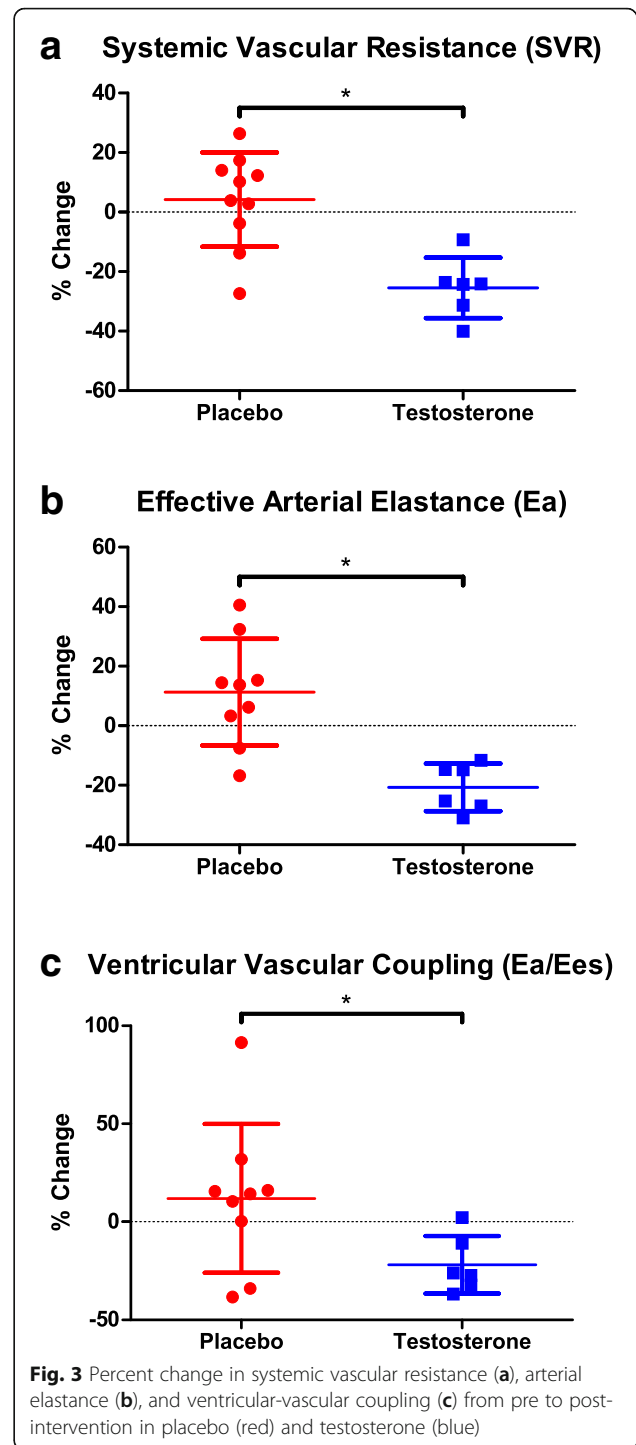 a Systemic Vascular Resistance (SVR)
*
40
20
0
-20
-40
-60
% Change
Placebo Testosterone
b Effective Arterial Elastance (Ea)
*
60
40
20
0
-20
-40
% Change
Placebo Testosterone
c Ventricular Vascular Coupling (Ea/Ees)
*
100
50
0
-50
% Change
Placebo Testosterone
Fig. 3 Percent change in systemic vascular resistance (a), arterial
elastance (b), and ventricular-vascular coupling (c) from pre to post-
intervention in placebo (red) and testosterone (blue)